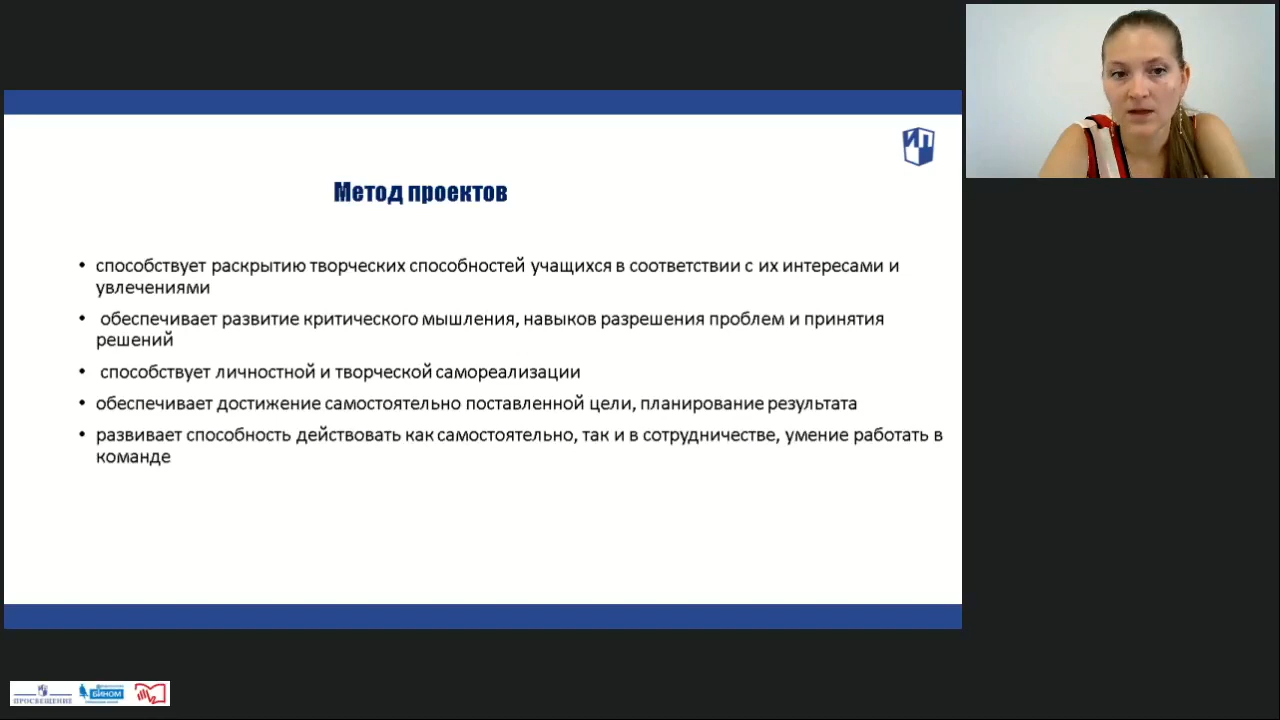 ИП
Метод проектов
• способствует раскрытию творческих способностей учащихся в соответствии с их интересами и
увлечениями
• обеспечивает развитие критического мышления, навыков разрешения проблем и принятия
решений
• способствует личностной и творческой самореализации
• обеспечивает достижение самостоятельно поставленной цели, планирование результата
• развивает способность действовать как самостоятельно, так и в сотрудничестве, умение работать в
команде
ПРОСВЕЩЕНИЕ
БИНОМ